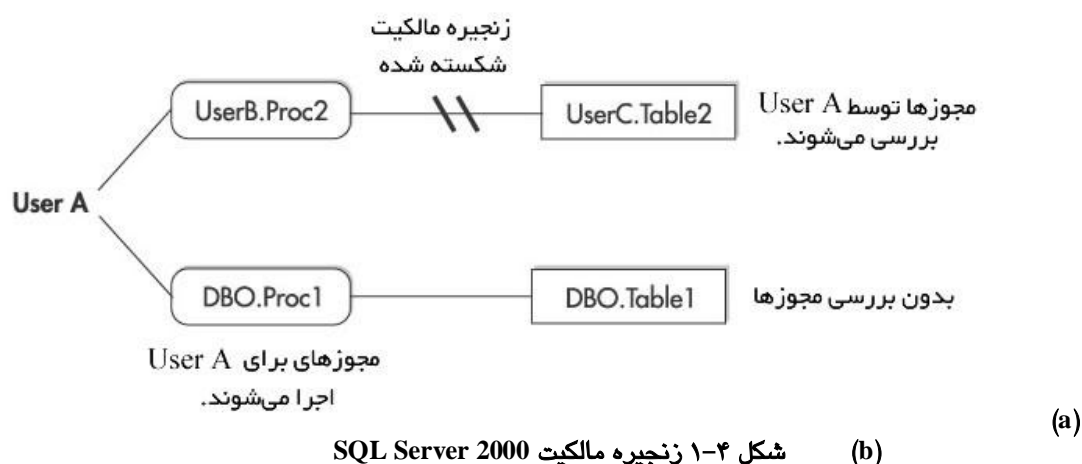 زنجیره مالکیت
شکسته شده
UserB.Proc2
UserC.Table2
مجوزها توسط User A
بررسی می‌شوند.
User A
DBO.Proc1
DBO.Table1
بدون بررسی مجوزها
مجوزهای برای User A
اجرا می‌شوند.
(a)
(b) شکل ۴-۱ زنجیره مالکیت SQL Server 2000